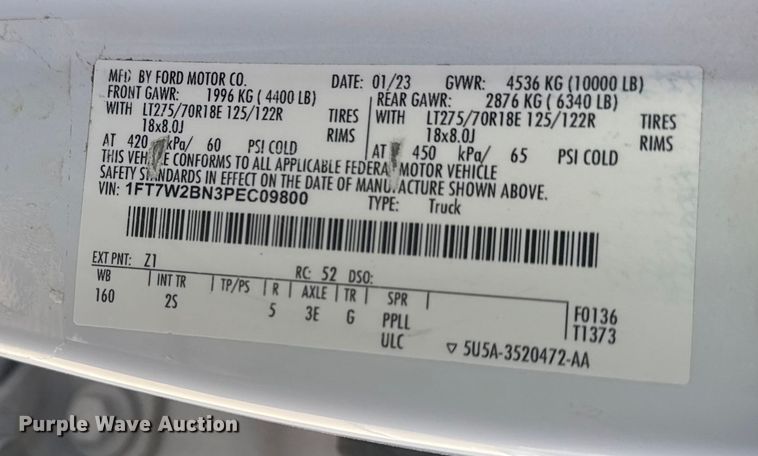 MFD BY FORD MOTOR CO. DATE: 01/23 GVWR: 4536 KG (10000 LB)
FRONT GAWR: 1996 KG (4400 LB) REAR GAWR: 2876 KG (6340 LB)
WITH LT275/70R18E 125/122R TIRES WITH LT275/70R18E 125/122R TIRES
18x8.0J RIMS 18x8.0J RIMS
AT 420 kPa/ 60 PSI COLD AT 450 kPa/ 65 PSI COLD
THIS VEHICLE CONFORMS TO ALL APPLICABLE FEDERAL MOTOR VEHICLE
SAFETY STANDARDS IN EFFECT ON THE DATE OF MANUFACTURE SHOWN ABOVE.
VIN: 1FT7W2BN3PEC09800 TYPE: Truck
EXT PNT: Z1 RC: 52 DSO:
WB INT TR TP/PS R AXLE TR SPR F0136
160 2S 5 3E G PPLL T1373
ULC 5U5A-3520472-AA
Purple Wave Auction